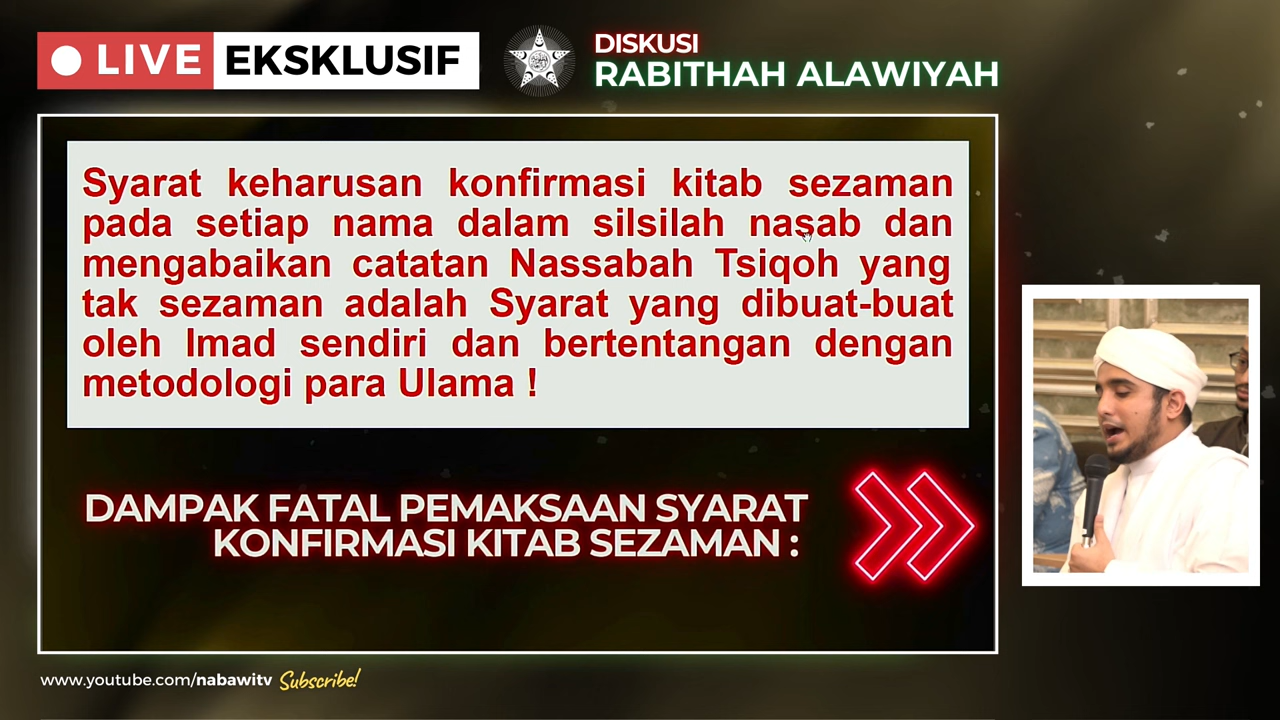 LIVE EKSKLUSIF
DISKUSI
RABITHAH ALAWIYAH
Syarat keharusan konfirmasi kitab sezaman
pada setiap nama dalam silsilah nasab dan
mengabaikan catatan Nassabah Tsiqoh yang
tak sezaman adalah Syarat yang dibuat-buat
oleh Imad sendiri dan bertentangan dengan
metodologi para Ulama !
DAMPAK FATAL PEMAKSAAN SYARAT
KONFIRMASI KITAB SEZAMAN :
www.youtube.com/nabawitv Subscribe!